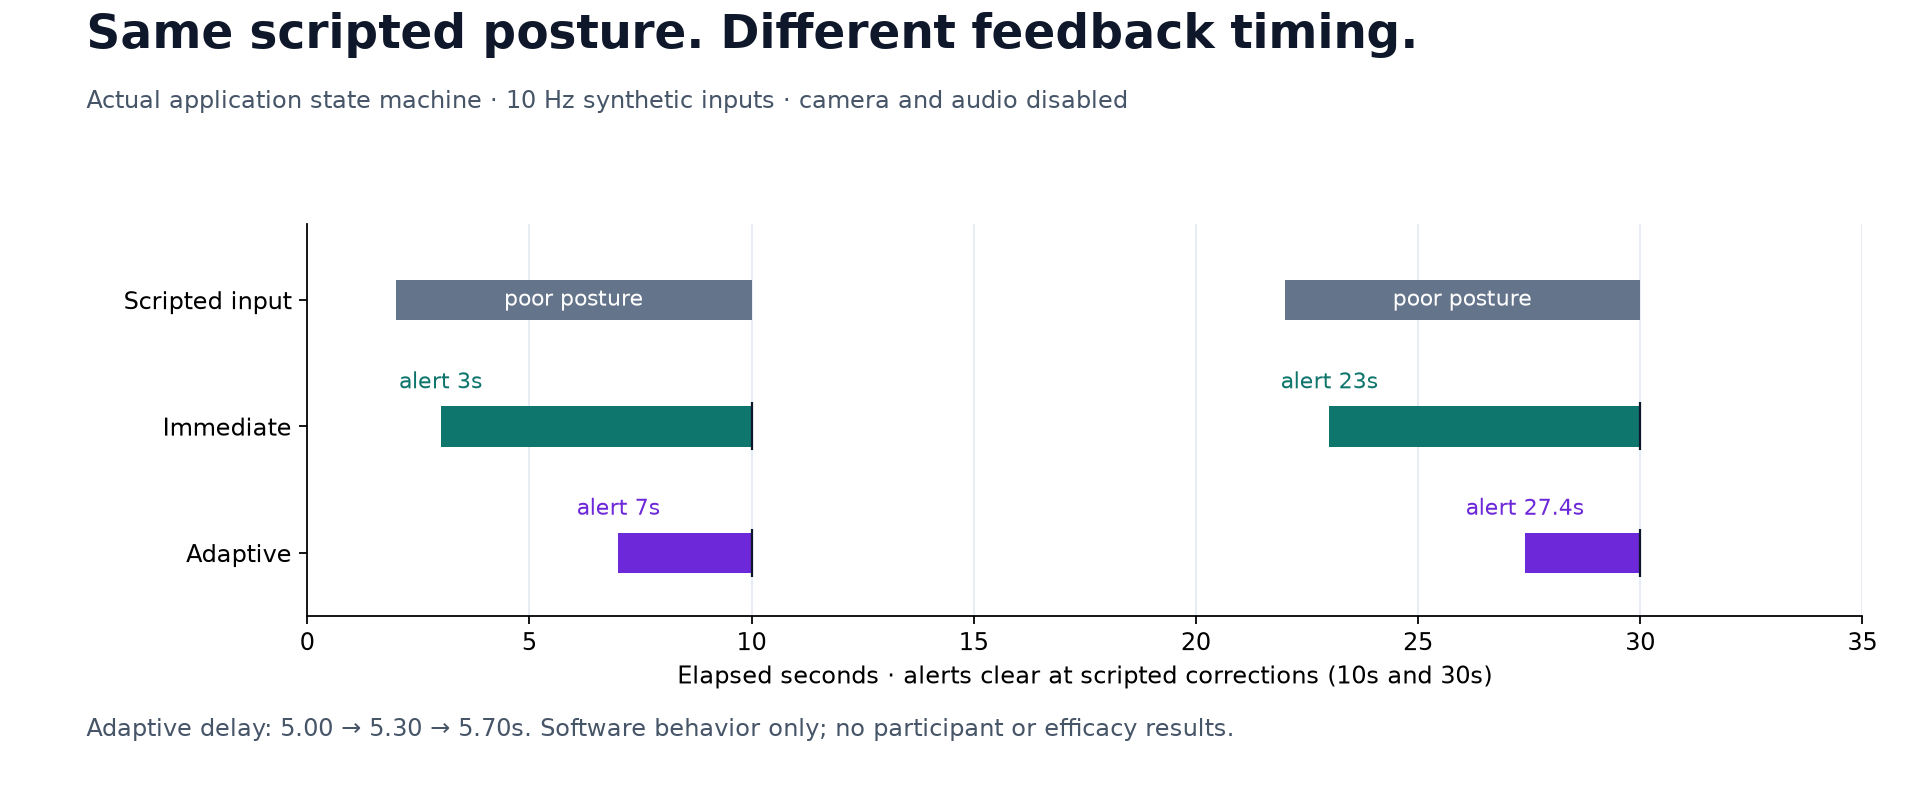 Same scripted posture. Different feedback timing.
Actual application state machine · 10 Hz synthetic inputs · camera and audio disabled
Scripted input
poor posture
poor posture
alert 3s
alert 23s
Immediate
alert 7s
alert 27.4s
Adaptive
0 5 10 15 20 25 30 35
Elapsed seconds · alerts clear at scripted corrections (10s and 30s)
Adaptive delay: 5.00 → 5.30 → 5.70s. Software behavior only; no participant or efficacy results.